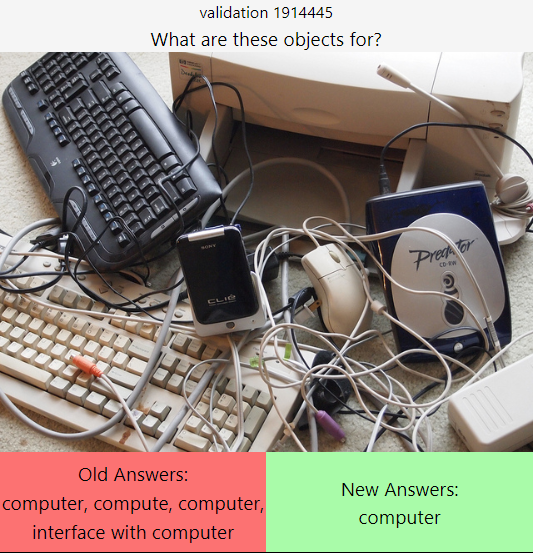 validation 1914445
What are these objects for?
SONY
CLIÉ
Predator
CD-RW
Old Answers:
computer, compute, computer,
interface with computer
New Answers:
computer